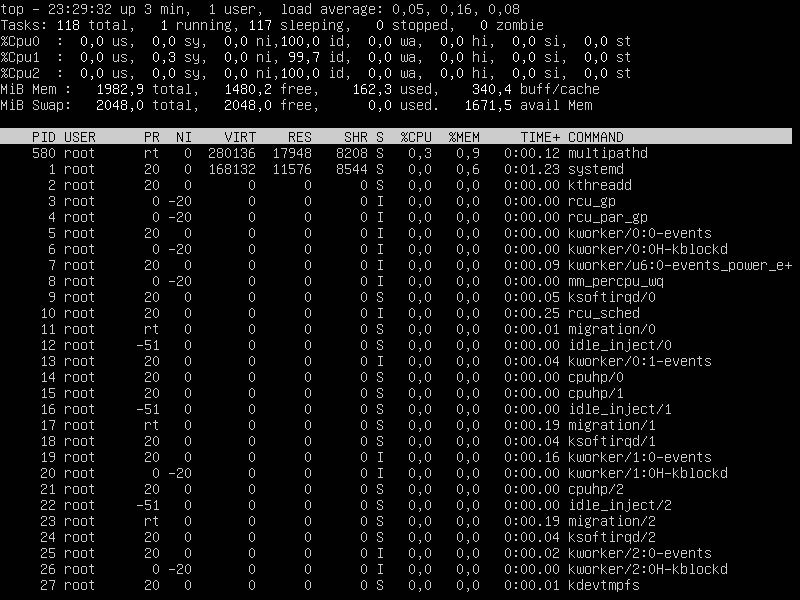 top - 23:29:32 up 3 min,  1 user,  load average: 0,05, 0,16, 0,08
Tasks: 118 total,   1 running, 117 sleeping,   0 stopped,   0 zombie
%Cpu0  :  0,0 us,  0,0 sy,  0,0 ni,100,0 id,  0,0 wa,  0,0 hi,  0,0 si,  0,0 st
%Cpu1  :  0,0 us,  0,3 sy,  0,0 ni, 99,7 id,  0,0 wa,  0,0 hi,  0,0 si,  0,0 st
%Cpu2  :  0,0 us,  0,0 sy,  0,0 ni,100,0 id,  0,0 wa,  0,0 hi,  0,0 si,  0,0 st
MiB Mem :   1982,9 total,   1480,2 free,    162,3 used,    340,4 buff/cache
MiB Swap:   2048,0 total,   2048,0 free,      0,0 used.   1671,5 avail Mem
    PID USER      PR  NI    VIRT    RES    SHR S  %CPU  %MEM     TIME+ COMMAND
    580 root      rt   0  280136  17948   8208 S   0,3   0,9   0:00.12 multipathd
      1 root      20   0  168132  11576   8544 S   0,0   0,6   0:01.23 systemd
      2 root      20   0       0      0      0 S   0,0   0,0   0:00.00 kthreadd
      3 root       0 -20       0      0      0 I   0,0   0,0   0:00.00 rcu_gp
      4 root       0 -20       0      0      0 I   0,0   0,0   0:00.00 rcu_par_gp
      5 root      20   0       0      0      0 I   0,0   0,0   0:00.00 kworker/0:0-events
      6 root       0 -20       0      0      0 I   0,0   0,0   0:00.00 kworker/0:0H-kblockd
      7 root      20   0       0      0      0 I   0,0   0,0   0:00.09 kworker/u6:0-events_power_e+
      8 root       0 -20       0      0      0 I   0,0   0,0   0:00.00 mm_percpu_wq
      9 root      20   0       0      0      0 S   0,0   0,0   0:00.05 ksoftirqd/0
     10 root      20   0       0      0      0 I   0,0   0,0   0:00.25 rcu_sched
     11 root      rt   0       0      0      0 S   0,0   0,0   0:00.01 migration/0
     12 root     -51   0       0      0      0 S   0,0   0,0   0:00.00 idle_inject/0
     13 root      20   0       0      0      0 I   0,0   0,0   0:00.04 kworker/0:1-events
     14 root      20   0       0      0      0 S   0,0   0,0   0:00.00 cpuhp/0
     15 root      20   0       0      0      0 S   0,0   0,0   0:00.00 cpuhp/1
     16 root     -51   0       0      0      0 S   0,0   0,0   0:00.00 idle_inject/1
     17 root      rt   0       0      0      0 S   0,0   0,0   0:00.19 migration/1
     18 root      20   0       0      0      0 S   0,0   0,0   0:00.04 ksoftirqd/1
     19 root      20   0       0      0      0 I   0,0   0,0   0:00.16 kworker/1:0-events
     20 root       0 -20       0      0      0 I   0,0   0,0   0:00.00 kworker/1:0H-kblockd
     21 root      20   0       0      0      0 S   0,0   0,0   0:00.00 cpuhp/2
     22 root     -51   0       0      0      0 S   0,0   0,0   0:00.00 idle_inject/2
     23 root      rt   0       0      0      0 S   0,0   0,0   0:00.19 migration/2
     24 root      20   0       0      0      0 S   0,0   0,0   0:00.04 ksoftirqd/2
     25 root      20   0       0      0      0 I   0,0   0,0   0:00.02 kworker/2:0-events
     26 root       0 -20       0      0      0 I   0,0   0,0   0:00.00 kworker/2:0H-kblockd
     27 root      20   0       0      0      0 S   0,0   0,0   0:00.01 kdevtmpfs